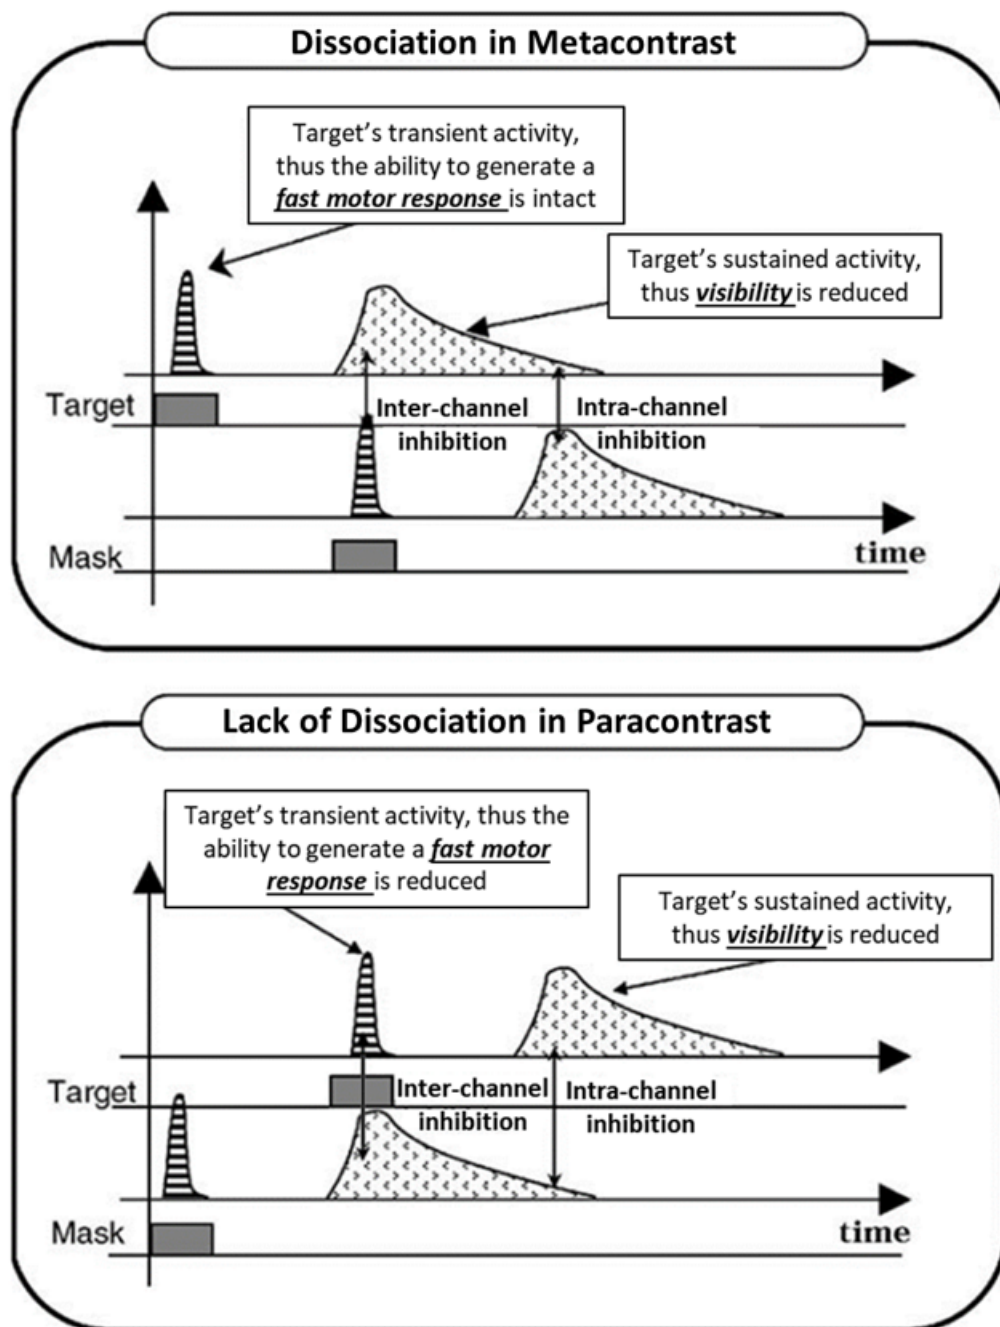 Dissociation in Metacontrast
Target's transient activity,
thus the ability to generate a
fast motor response is intact
Target's sustained activity,
thus visibility is reduced
Target
Inter-channel
inhibition
Intra-channel
inhibition
Mask
time
Lack of Dissociation in Paracontrast
Target's transient activity, thus the
ability to generate a fast motor
response is reduced
Target's sustained activity,
thus visibility is reduced
Target
Inter-channel
inhibition
Intra-channel
inhibition
Mask
time